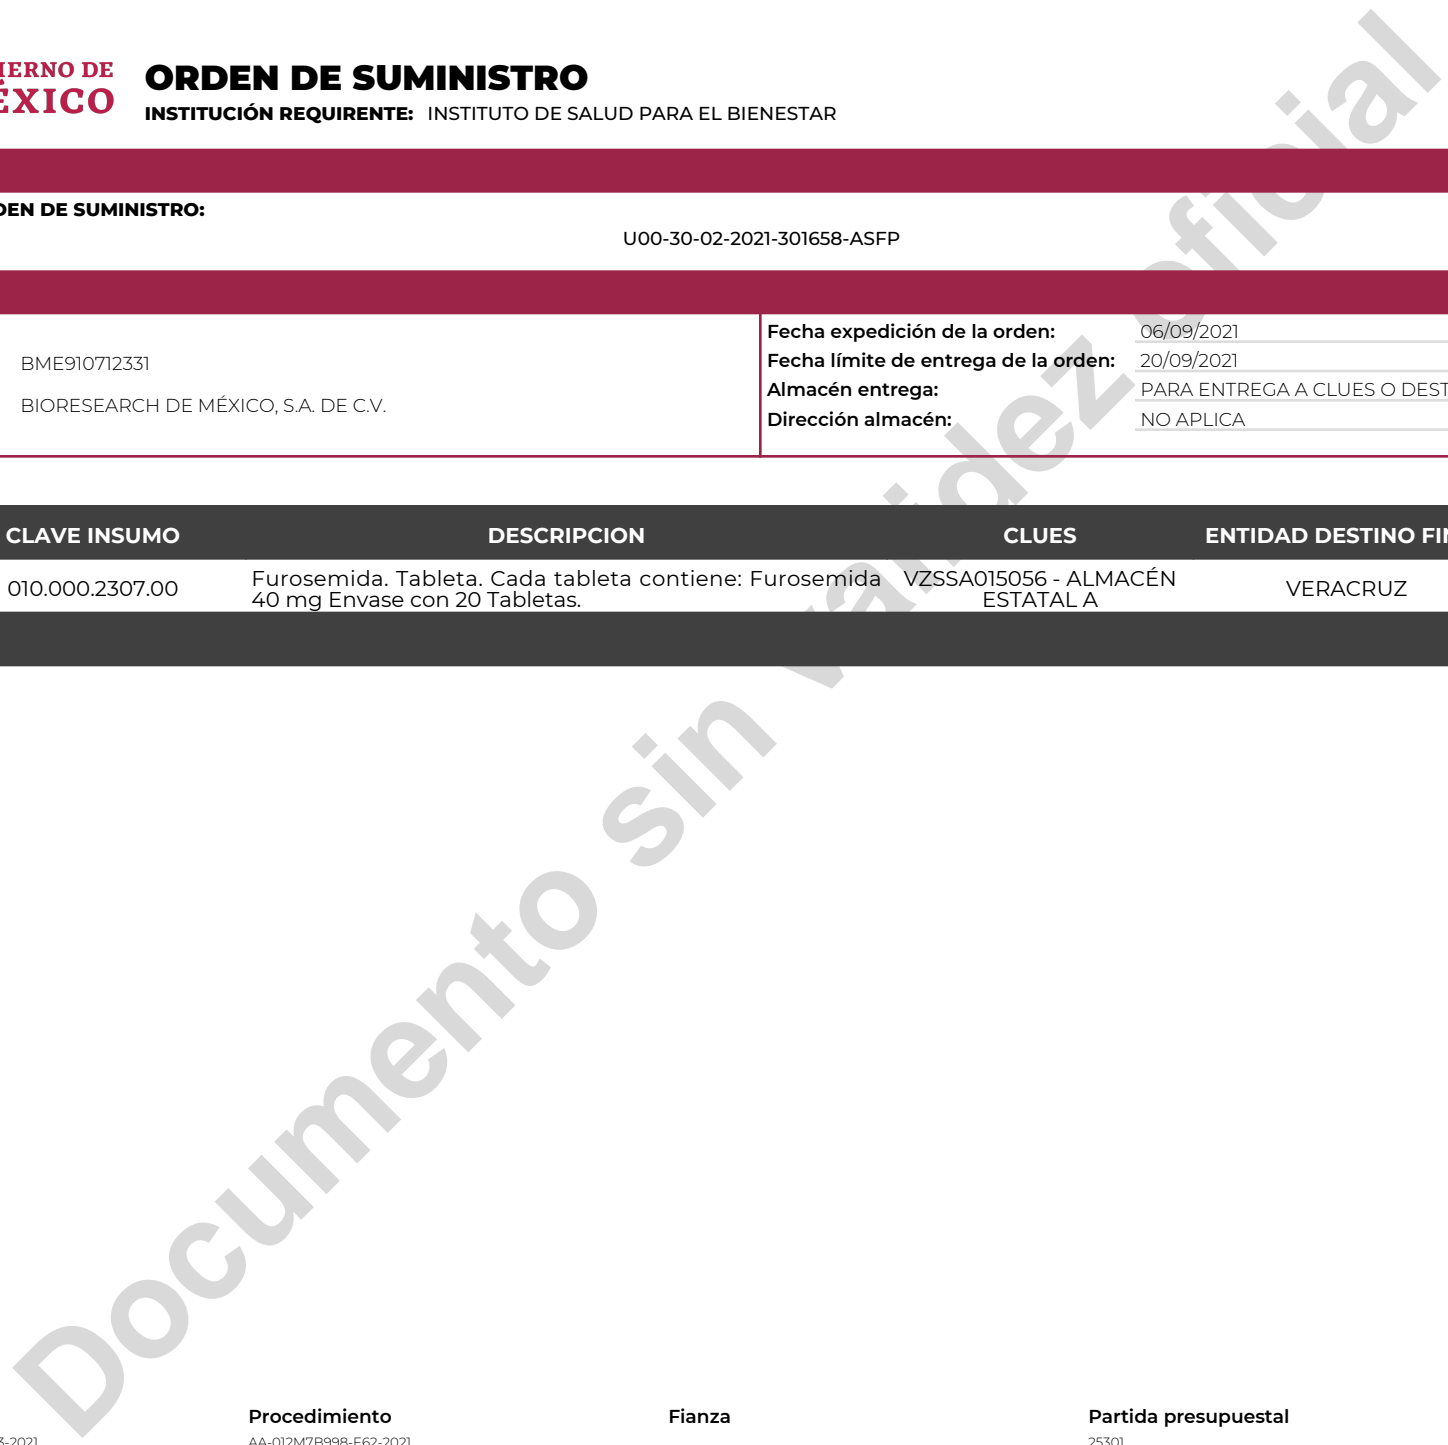 IERNO DE
ÉXICO
ORDEN DE SUMINISTRO
INSTITUCIÓN REQUIRENTE: INSTITUTO DE SALUD PARA EL BIENESTAR
DEN DE SUMINISTRO:
U00-30-02-2021-301658-ASFP
BME910712331
BIORESEARCH DE MÉXICO, S.A. DE C.V.
Fecha expedición de la orden: 06/09/2021
Fecha límite de entrega de la orden: 20/09/2021
Almacén entrega: PARA ENTREGA A CLUES O DEST
Dirección almacén: NO APLICA
CLAVE INSUMO DESCRIPCION CLUES ENTIDAD DESTINO FIN
010.000.2307.00 Furosemida. Tableta. Cada tableta contiene: Furosemida VZSSA015056 - ALMACÉN VERACRUZ
40 mg Envase con 20 Tabletas. ESTATAL A
Documento sin validez oficial
Procedimiento Fianza Partida presupuestal
3-2021 AA-012M7B998-E62-2021 25301